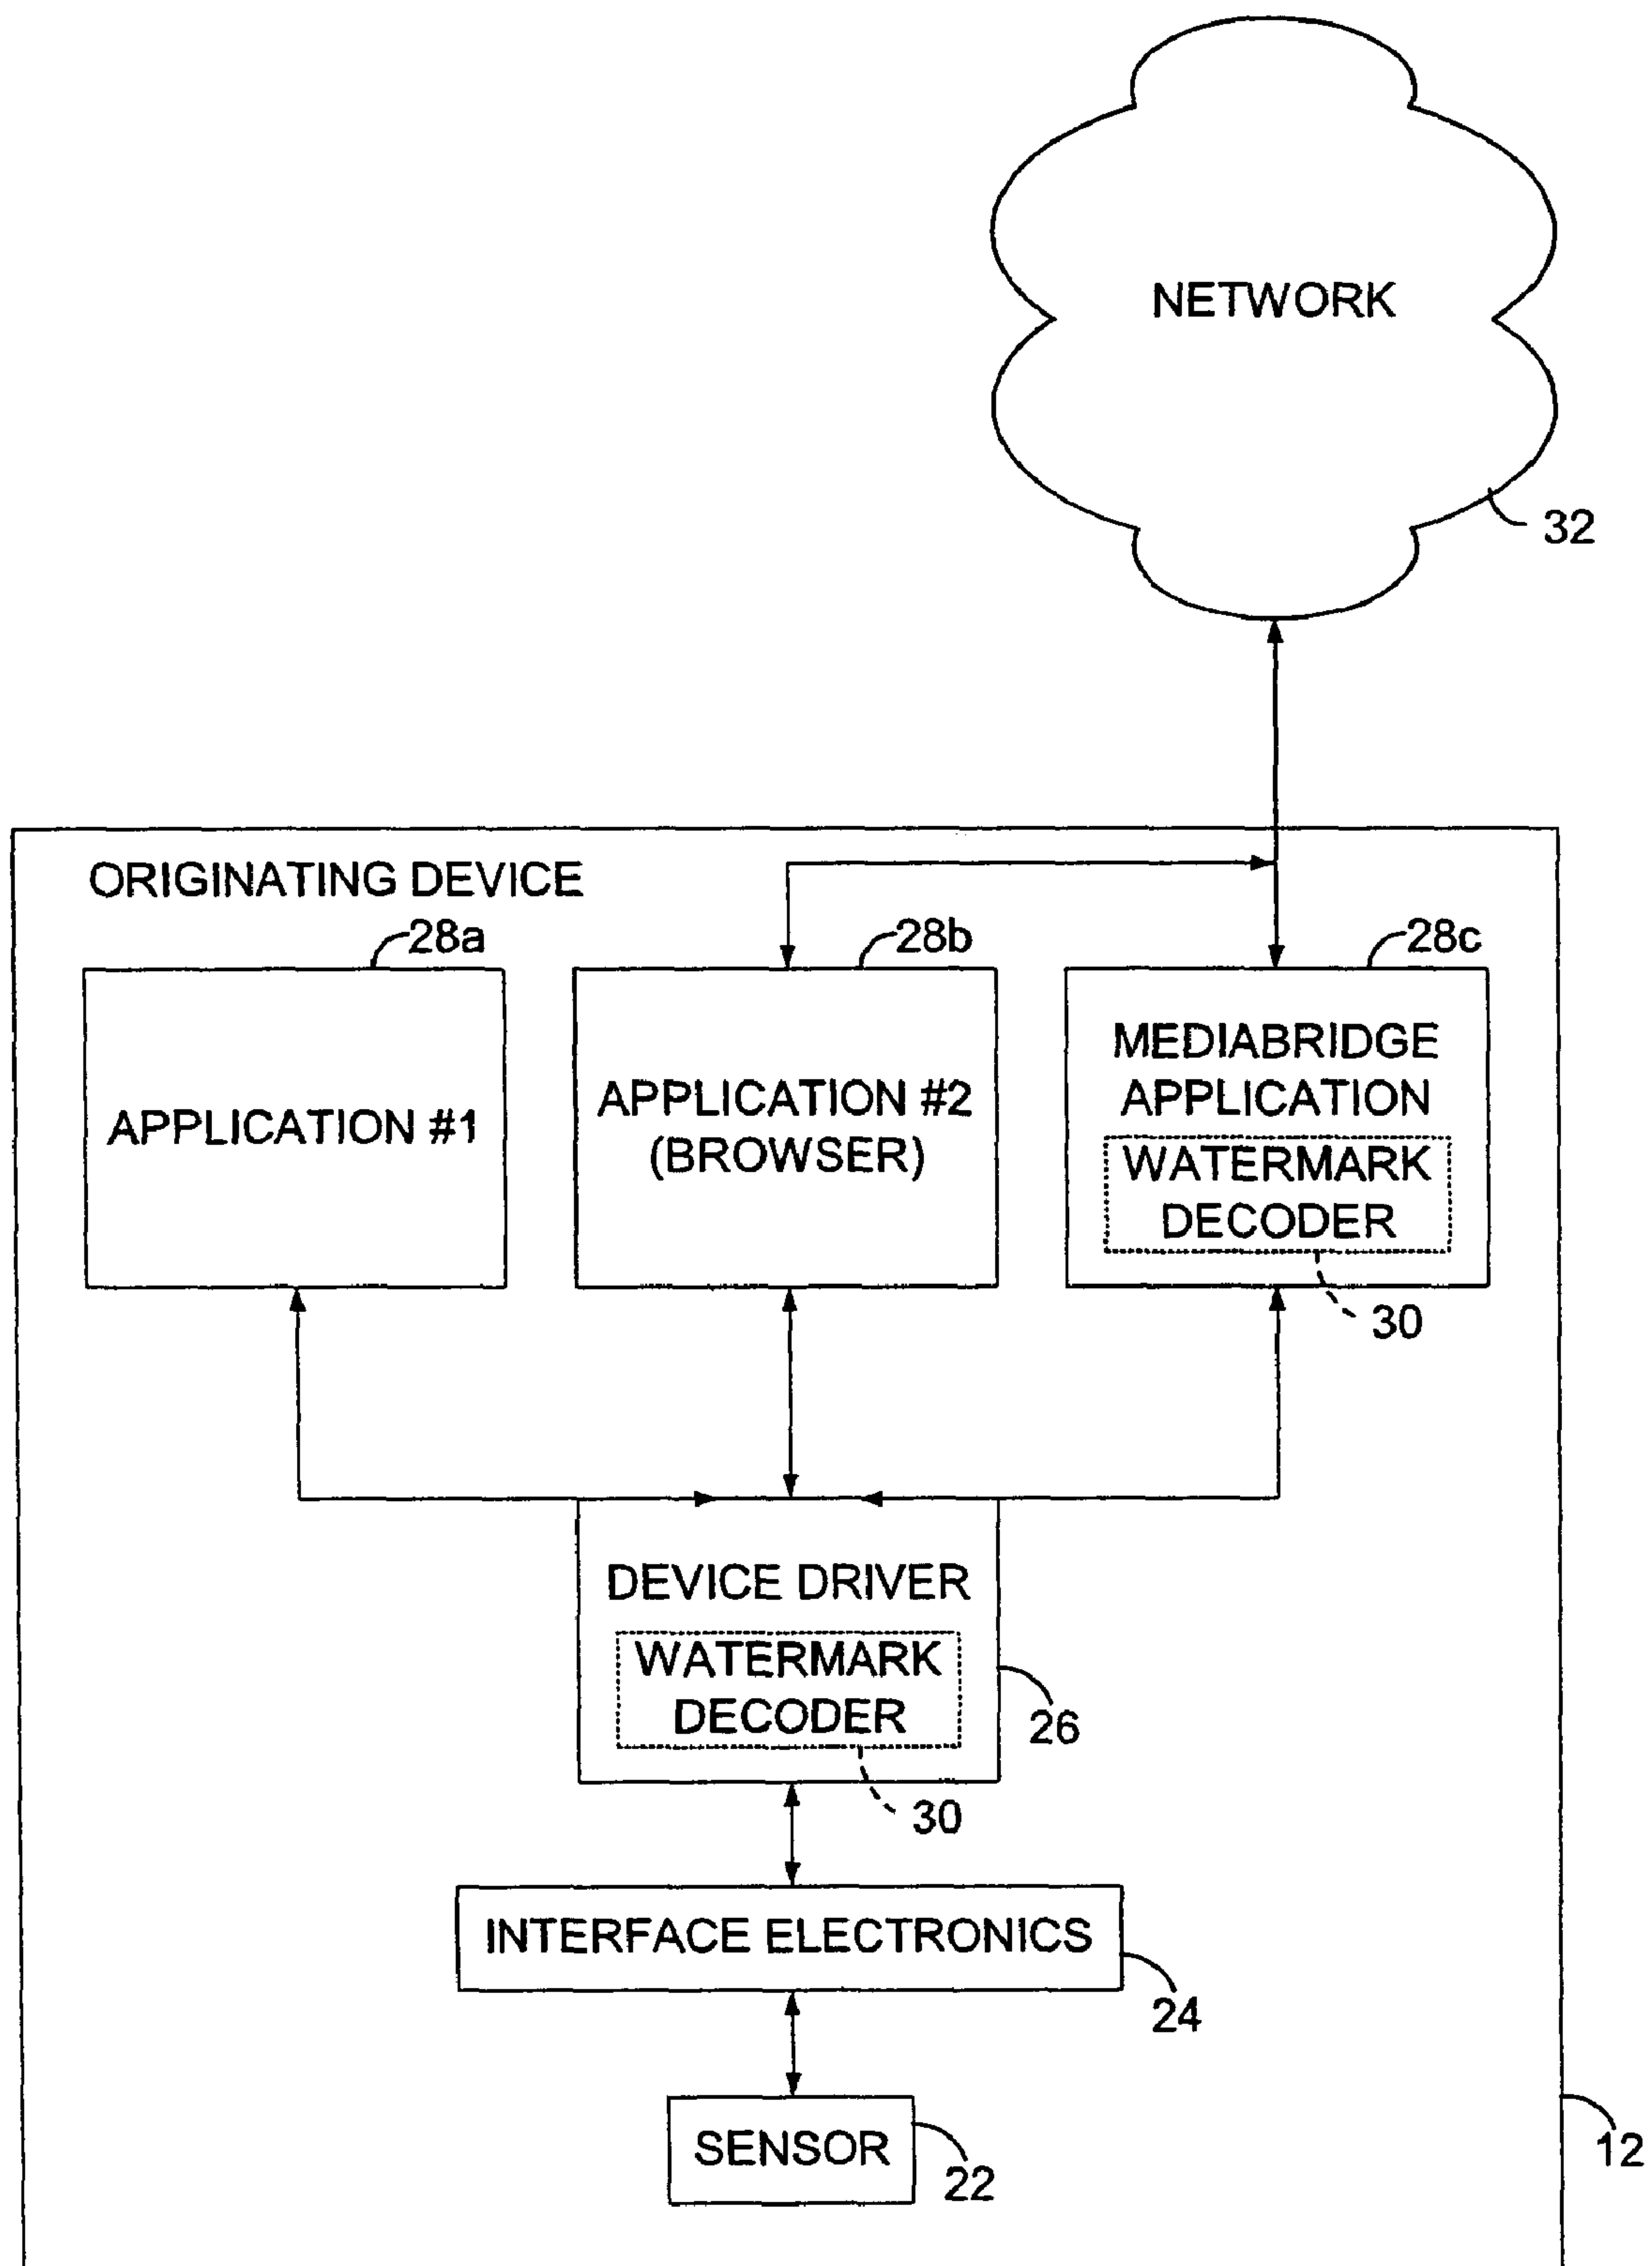 NETWORK
32
ORIGINATING DEVICE
28a
28b
28c
APPLICATION #1
APPLICATION #2
(BROWSER)
MEDIABRIDGE
APPLICATION
WATERMARK
DECODER
30
DEVICE DRIVER
WATERMARK
DECODER
26
30
INTERFACE ELECTRONICS
24
SENSOR
22
12